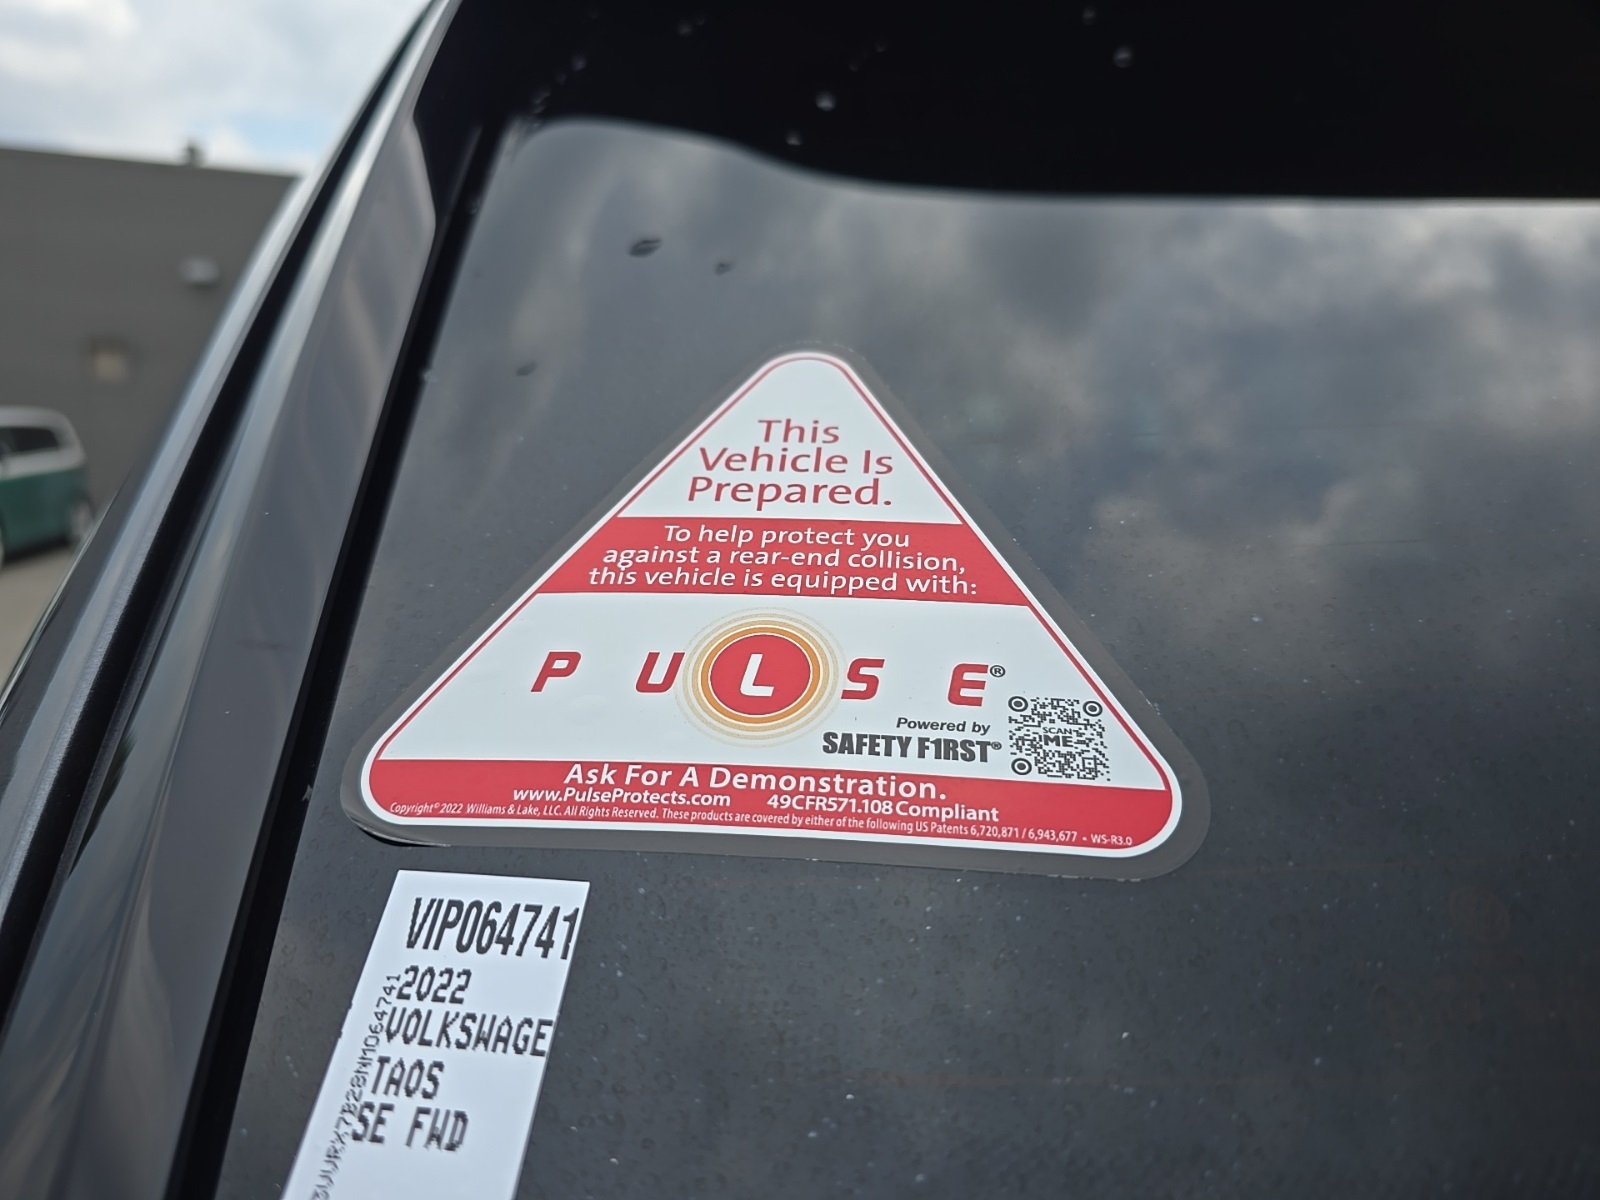 This
Vehicle Is
Prepared.
To help protect you
against a rear-end collision,
this vehicle is equipped with:
PULSE®
Powered by
SAFETY F1RST®
SCAN
ME
Ask For A Demonstration.
www.PulseProtects.com 49CFR571.108 Compliant
Copyright© 2022 Williams & Lake, LLC. All Rights Reserved. These products are covered by either of the following US Patents 6,720,871 / 6,943,677 • WS-R3.0
VIP064741
2022
VOLKSWAGE
TAOS
SE FWD
3VVRX7B28NM064741